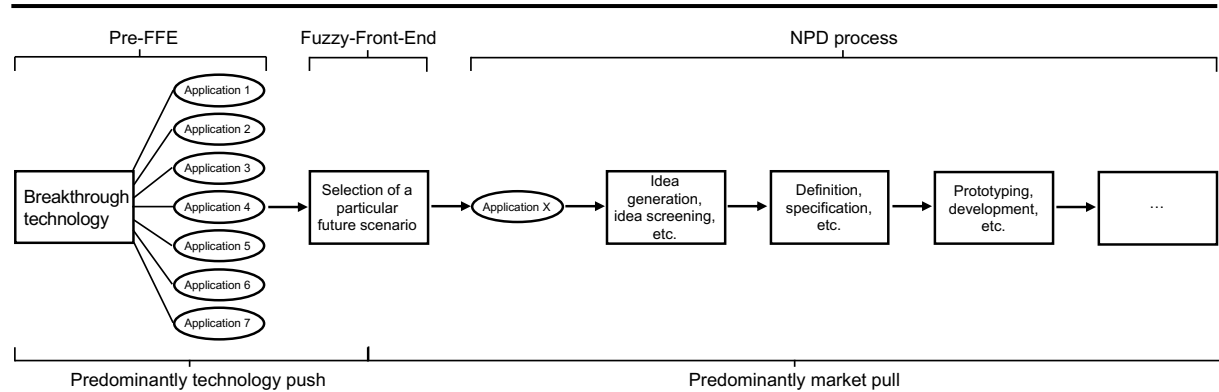 Pre-FFE
Fuzzy-Front-End
NPD process
Application 1
Application 2
Application 3
Application 4
Application 5
Application 6
Application 7
Breakthrough
technology
Selection of a
particular
future scenario
Application X
Idea
generation,
idea screening,
etc.
Definition,
specification,
etc.
Prototyping,
development,
etc.
...
Predominantly technology push
Predominantly market pull